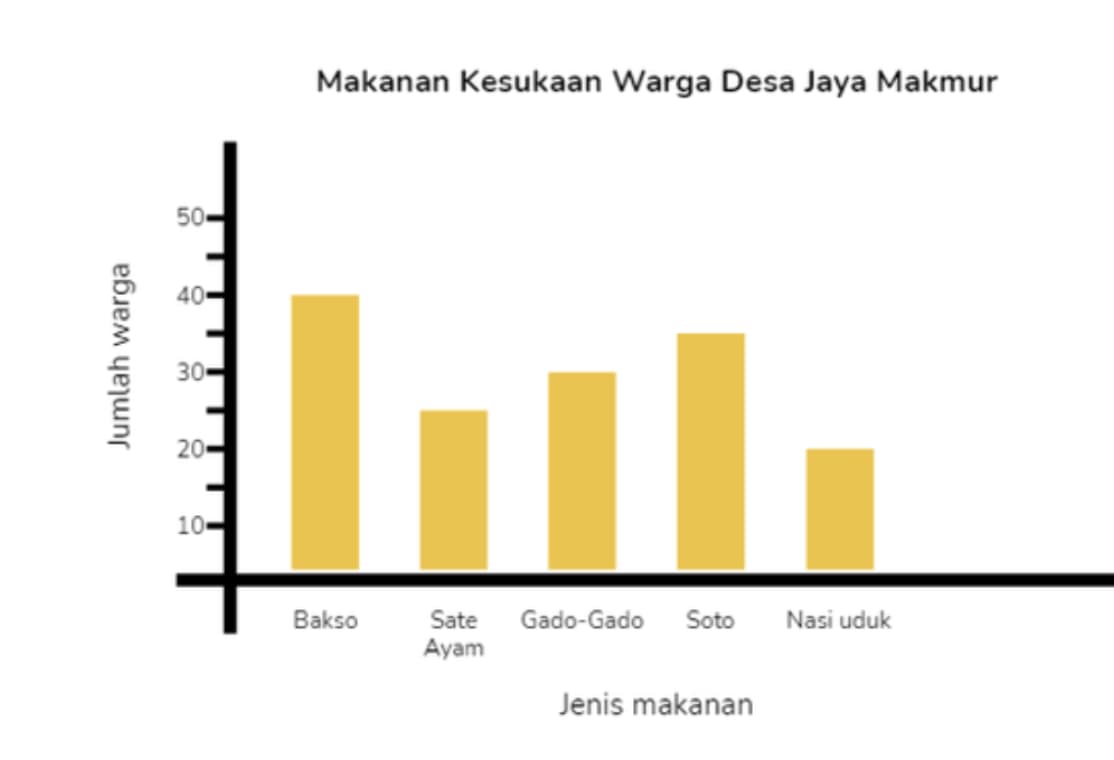 Makanan Kesukaan Warga Desa Jaya Makmur
Jumlah warga
50
40
30
20
10
Bakso
Sate
Ayam
Gado-Gado
Soto
Nasi uduk
Jenis makanan